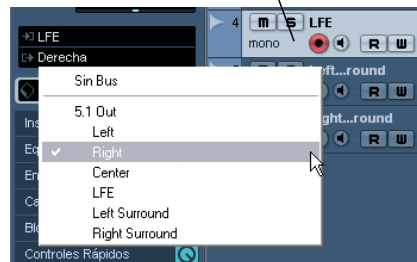 4 m S LFE
mono R W
LFE
Derecha
eft...round
R W
ght...round
R W
Sin Bus
5.1 Out
Left
Right
Center
LFE
Left Surround
Right Surround
Ins
Eq
En
Ca
Blo
Controles Rápidos